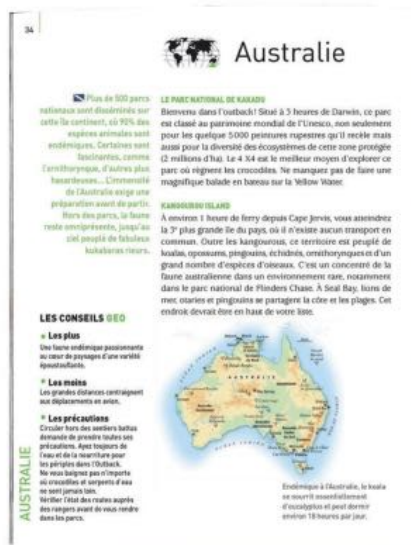 34
Australie
Plus de 500 parcs
nationaux sont disséminés sur
cette île continent, où 90% des
espèces animales sont
endémiques. Certaines sont
fascinantes, comme
l'ornithorynque, d'autres plus
hasardeuses... L'immensité
de l'Australie exige une
préparation avant de partir.
Hors des parcs, la faune
reste omniprésente, jusqu'au
ciel peuplé de fabuleux
kukabaras rieurs.
LE PARC NATIONAL DE KAKADU
Bienvenu dans l'outback! Situé à 3 heures de Darwin, ce parc
est classé au patrimoine mondial de l'Unesco, non seulement
pour les quelque 5000 peintures rupestres qu'il recèle mais
aussi pour la diversité des écosystèmes de cette zone protégée
(2 millions d'ha). Le 4 X4 est le meilleur moyen d'explorer ce
parc où règnent les crocodiles. Ne manquez pas de faire une
magnifique balade en bateau sur la Yellow Water.
KANGOUROU ISLAND
À environ 1 heure de ferry depuis Cape Jervis, vous atteindrez
la 3e plus grande île du pays, où il n'existe aucun transport en
commun. Outre les kangourous, ce territoire est peuplé de
koalas, opossums, pingouins, échidnés, ornithorynques et d'un
grand nombre d'espèces d'oiseaux. C'est un concentré de la
faune australienne dans un environnement rare, notamment
dans le parc national de Flinders Chase. À Seal Bay, lions de
mer, otaries et pingouins se partagent la côte et les plages. Cet
endroit devrait être en haut de votre liste.
LES CONSEILS GEO
Les plus
Une faune endémique passionnante
au cœur de paysages d'une variété
époustouflante.
Les moins
Les grandes distances contraignent
aux déplacements en avion.
Les précautions
Circuler hors des sentiers battus
demande de prendre toutes ses
précautions. Ayez toujours de
l'eau et de la nourriture pour
les périples dans l'Outback.
Ne vous baignez pas n'importe
où crocodiles et serpents d'eau
ne sont jamais loin.
Vérifier l'état des routes auprès
des rangers avant de vous rendre
dans les parcs.
AUSTRALIE
AUSTRALIE
Endémique à l'Australie, le koala
se nourrit essentiellement
d'eucalyptus et peut dormir
environ 18 heures par jour.